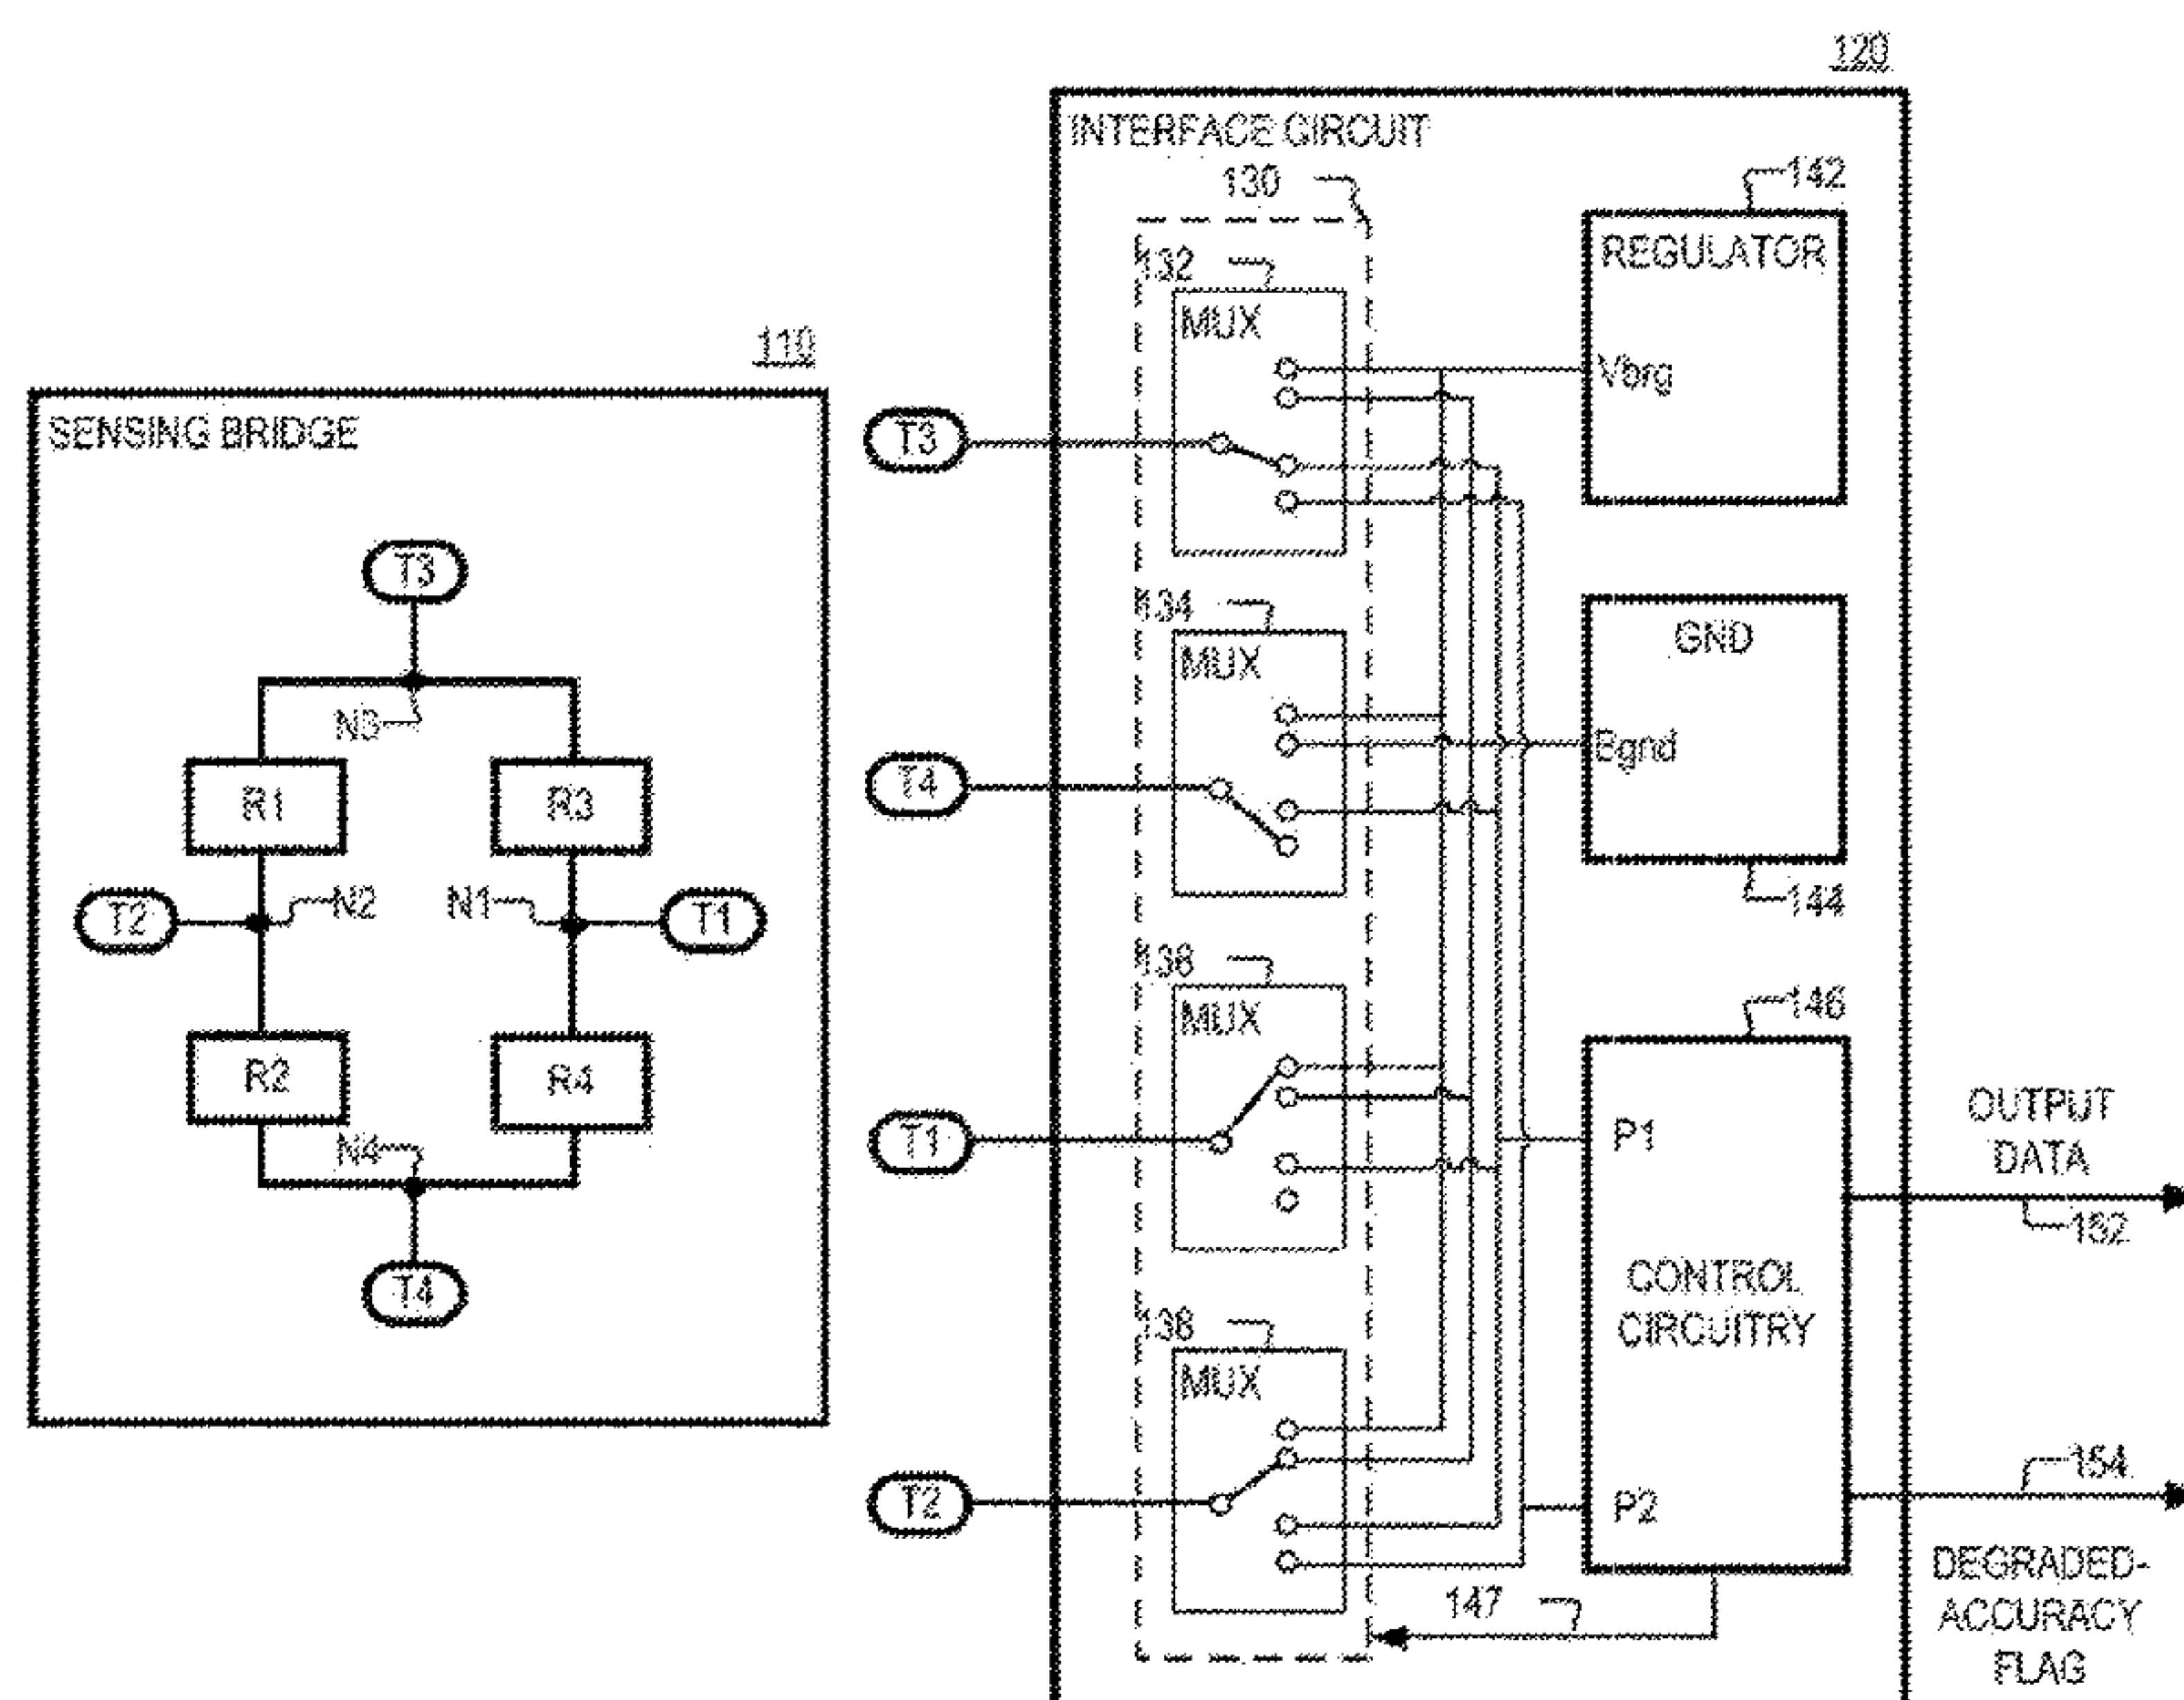 120
INTERFACE CIRCUIT
130
142
132
REGULATOR
MUX
110
Vbrg
SENSING BRIDGE
T3
T3
134
GND
MUX
N3
Bgnd
T4
R1
R3
144
N2
N1
T2
T1
138
146
MUX
R2
R4
T1
P1
OUTPUT
DATA
152
N4
CONTROL
CIRCUITRY
T4
138
MUX
154
T2
P2
DEGRADED-
ACCURACY
FLAG
147